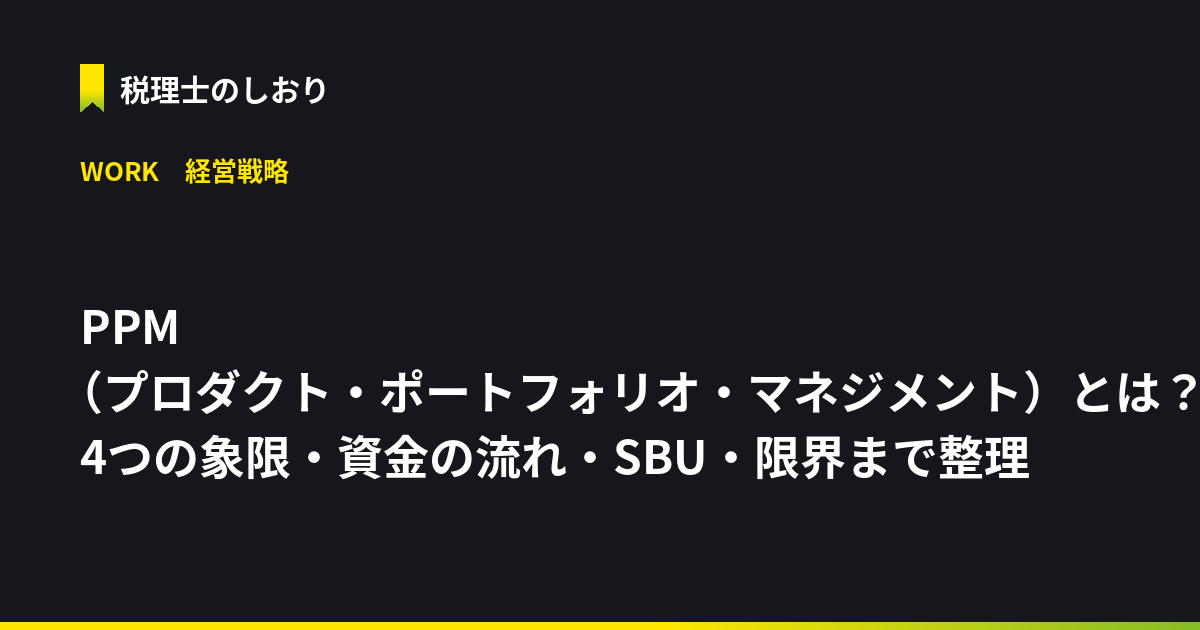 税理士のしおり
WORK　経営戦略
PPM
（プロダクト・ポートフォリオ・マネジメント）とは？
4つの象限・資金の流れ・SBU・限界まで整理